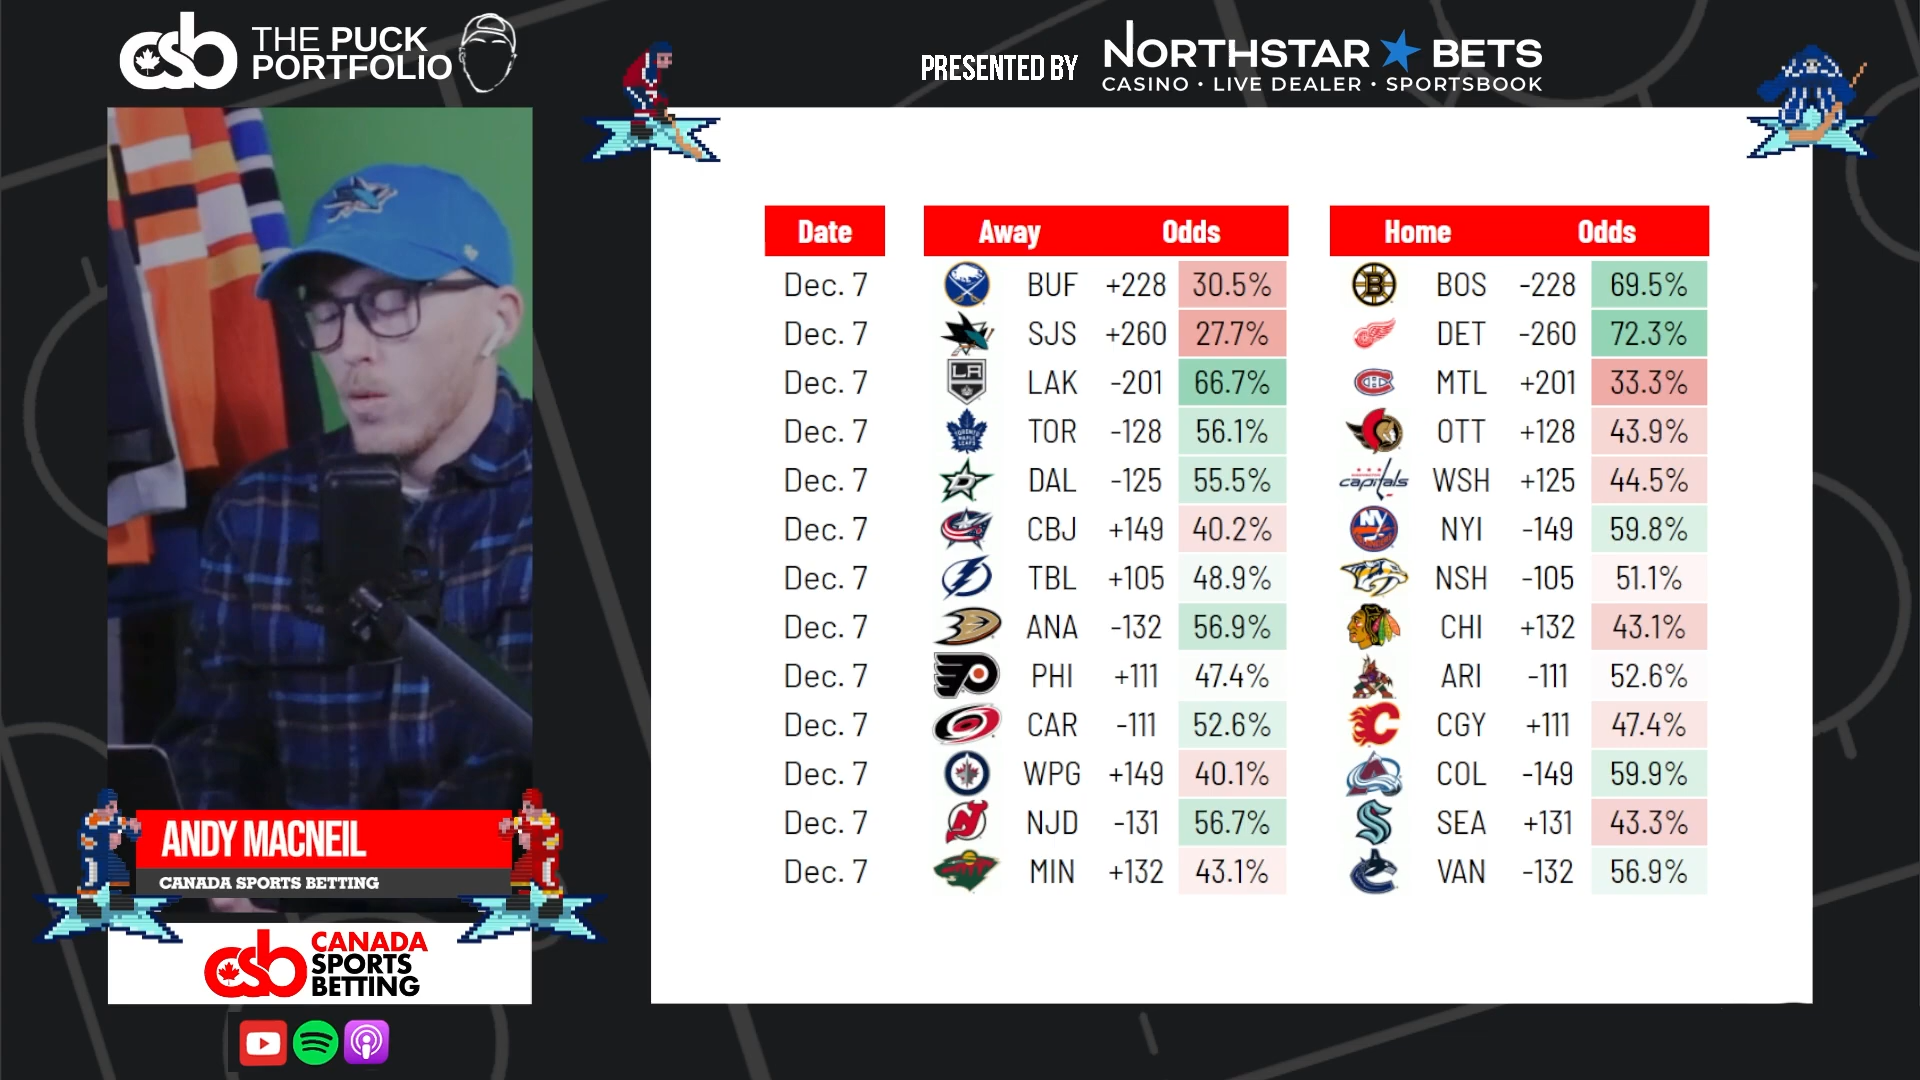 csb THE PUCK
PORTFOLIO
PRESENTED BY NORTHSTAR BETS
CASINO · LIVE DEALER · SPORTSBOOK
Date Away Odds Home Odds
Dec. 7 BUF +228 30.5% B BOS -228 69.5%
Dec. 7 SJS +260 27.7% DET -260 72.3%
Dec. 7 LA LAK -201 66.7% MTL +201 33.3%
Dec. 7 TORONTO MAPLE LEAFS TOR -128 56.1% OTT +128 43.9%
Dec. 7 D DAL -125 55.5% capitals WSH +125 44.5%
Dec. 7 CBJ +149 40.2% NY NYI -149 59.8%
Dec. 7 TBL +105 48.9% NSH -105 51.1%
Dec. 7 ANA -132 56.9% CHI +132 43.1%
Dec. 7 PHI +111 47.4% ARI -111 52.6%
Dec. 7 CAR -111 52.6% C CGY +111 47.4%
Dec. 7 WPG +149 40.1% COL -149 59.9%
Dec. 7 NJD -131 56.7% SEA +131 43.3%
Dec. 7 MIN +132 43.1% VAN -132 56.9%
ANDY MACNEIL
CANADA SPORTS BETTING
csb CANADA
SPORTS
BETTING